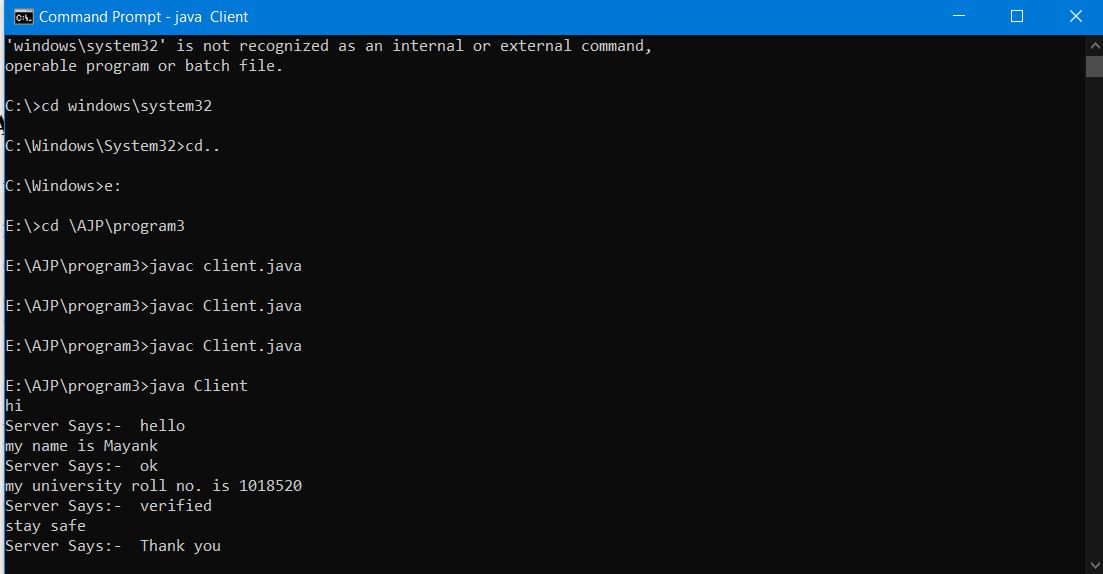 Command Prompt - java  Client
'windows\system32' is not recognized as an internal or external command,
operable program or batch file.
C:\>cd windows\system32
C:\Windows\System32>cd..
C:\Windows>e:
E:\>cd \AJP\program3
E:\AJP\program3>javac client.java
E:\AJP\program3>javac Client.java
E:\AJP\program3>javac Client.java
E:\AJP\program3>java Client
hi
Server Says:-  hello
my name is Mayank
Server Says:-  ok
my university roll no. is 1018520
Server Says:-  verified
stay safe
Server Says:-  Thank you